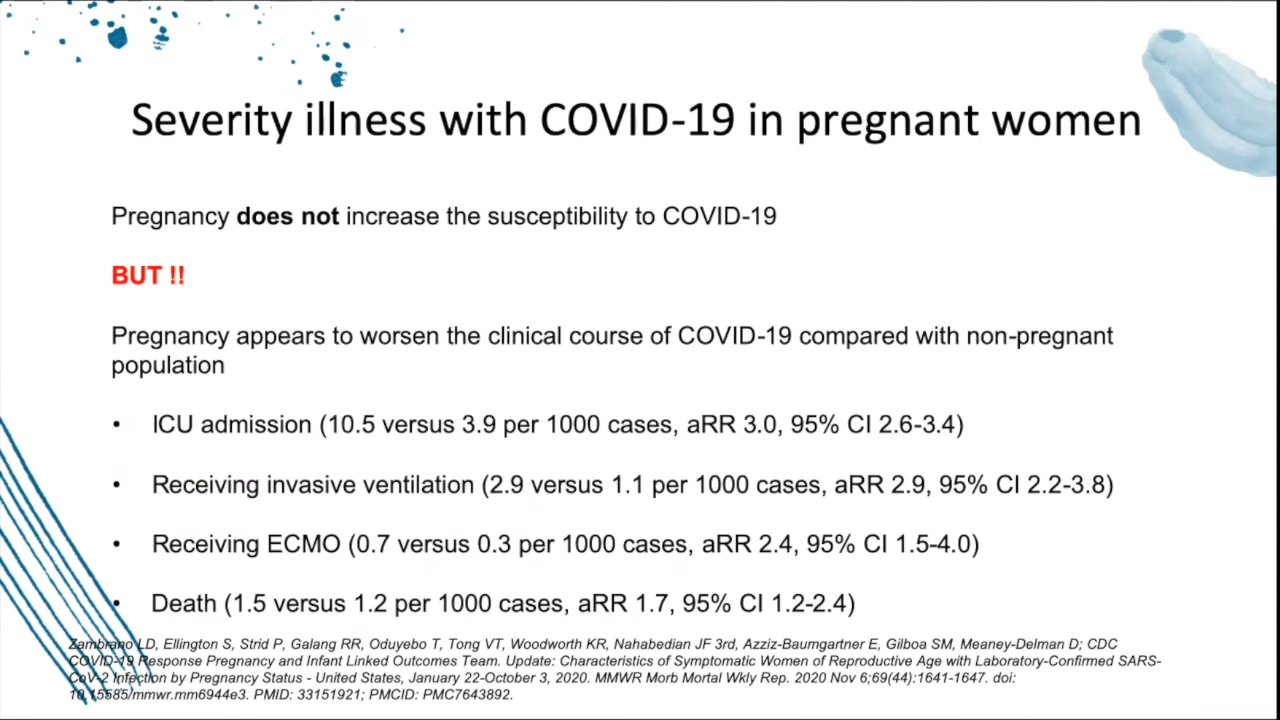 Severity illness with COVID-19 in pregnant women
Pregnancy does not increase the susceptibility to COVID-19
BUT !!
Pregnancy appears to worsen the clinical course of COVID-19 compared with non-pregnant
population
• ICU admission (10.5 versus 3.9 per 1000 cases, aRR 3.0, 95% CI 2.6-3.4)
• Receiving invasive ventilation (2.9 versus 1.1 per 1000 cases, aRR 2.9, 95% CI 2.2-3.8)
• Receiving ECMO (0.7 versus 0.3 per 1000 cases, aRR 2.4, 95% CI 1.5-4.0)
• Death (1.5 versus 1.2 per 1000 cases, aRR 1.7, 95% CI 1.2-2.4)
Zambrano LD, Ellington S, Strid P, Galang RR, Oduyebo T, Tong VT, Woodworth KR, Nahabedian JF 3rd, Azziz-Baumgartner E, Gilboa SM, Meaney-Delman D; CDC
COVID-19 Response Pregnancy and Infant Linked Outcomes Team. Update: Characteristics of Symptomatic Women of Reproductive Age with Laboratory-Confirmed SARS-
CoV-2 Infection by Pregnancy Status - United States, January 22-October 3, 2020. MMWR Morb Mortal Wkly Rep. 2020 Nov 6;69(44):1641-1647. doi:
10.15585/mmwr.mm6944e3. PMID: 33151921; PMCID: PMC7643892.